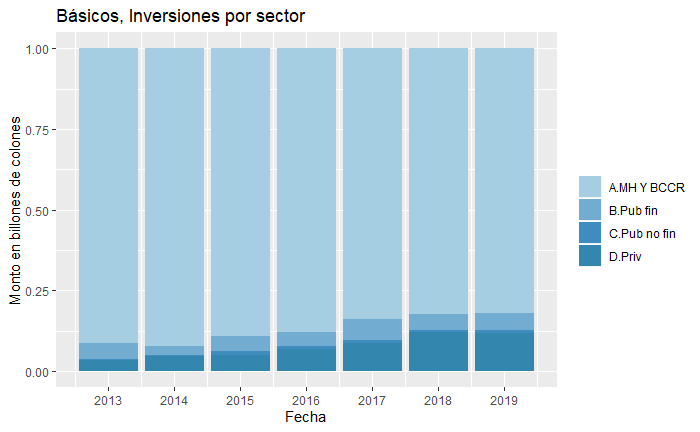 Básicos, Inversiones por sector
Monto en billones de colones
1.00
0.75
0.50
0.25
0.00
2013 2014 2015 2016 2017 2018 2019
Fecha
A.MH Y BCCR
B.Pub fin
C.Pub no fin
D.Priv